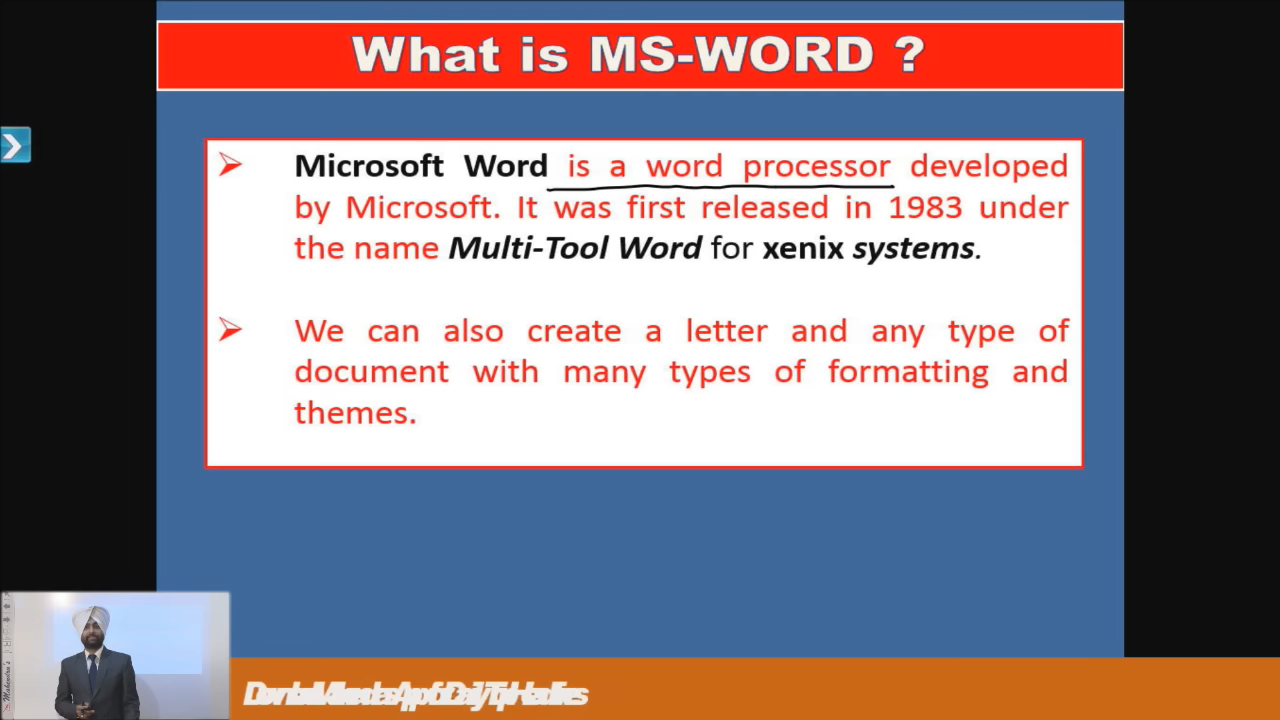 What is MS-WORD ?
Microsoft Word is a word processor developed
by Microsoft. It was first released in 1983 under
the name Multi-Tool Word for xenix systems.
We can also create a letter and any type of
document with many types of formatting and
themes.